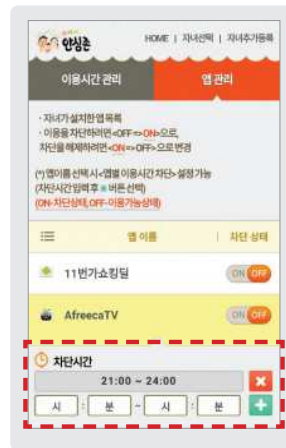 안심존
HOME | 자녀선택 | 자녀추가등록
이용시간 관리
앱 관리
· 자녀가 설치한 앱 목록
· 이용을 차단하려면 <OFF => ON> 으로,
차단을 해제하려면 <ON => OFF> 으로 변경
(*) 앱이름 선택 시 <앱별 이용시간 차단> 설정 가능
(차단시간 입력 후 버튼 선택)
(ON- 차단상태, OFF- 이용가능상태)
앱 이름 | 차단 상태
11번가쇼킹딜 ON OFF
AfreecaTV ON OFF
차단시간
21:00 ~ 24:00
시 : 분 ~ 시 : 분